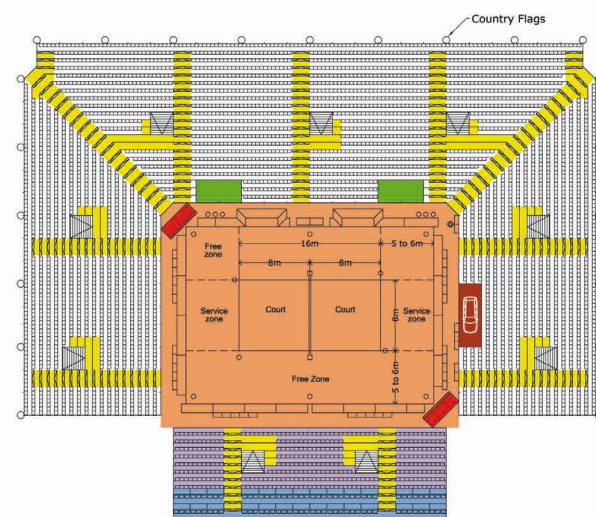 Country Flags
Free
zone
16m
5 to 6m
8m
8m
Service
zone
Court
Court
8m
Service
zone
Free Zone
5 to 6m